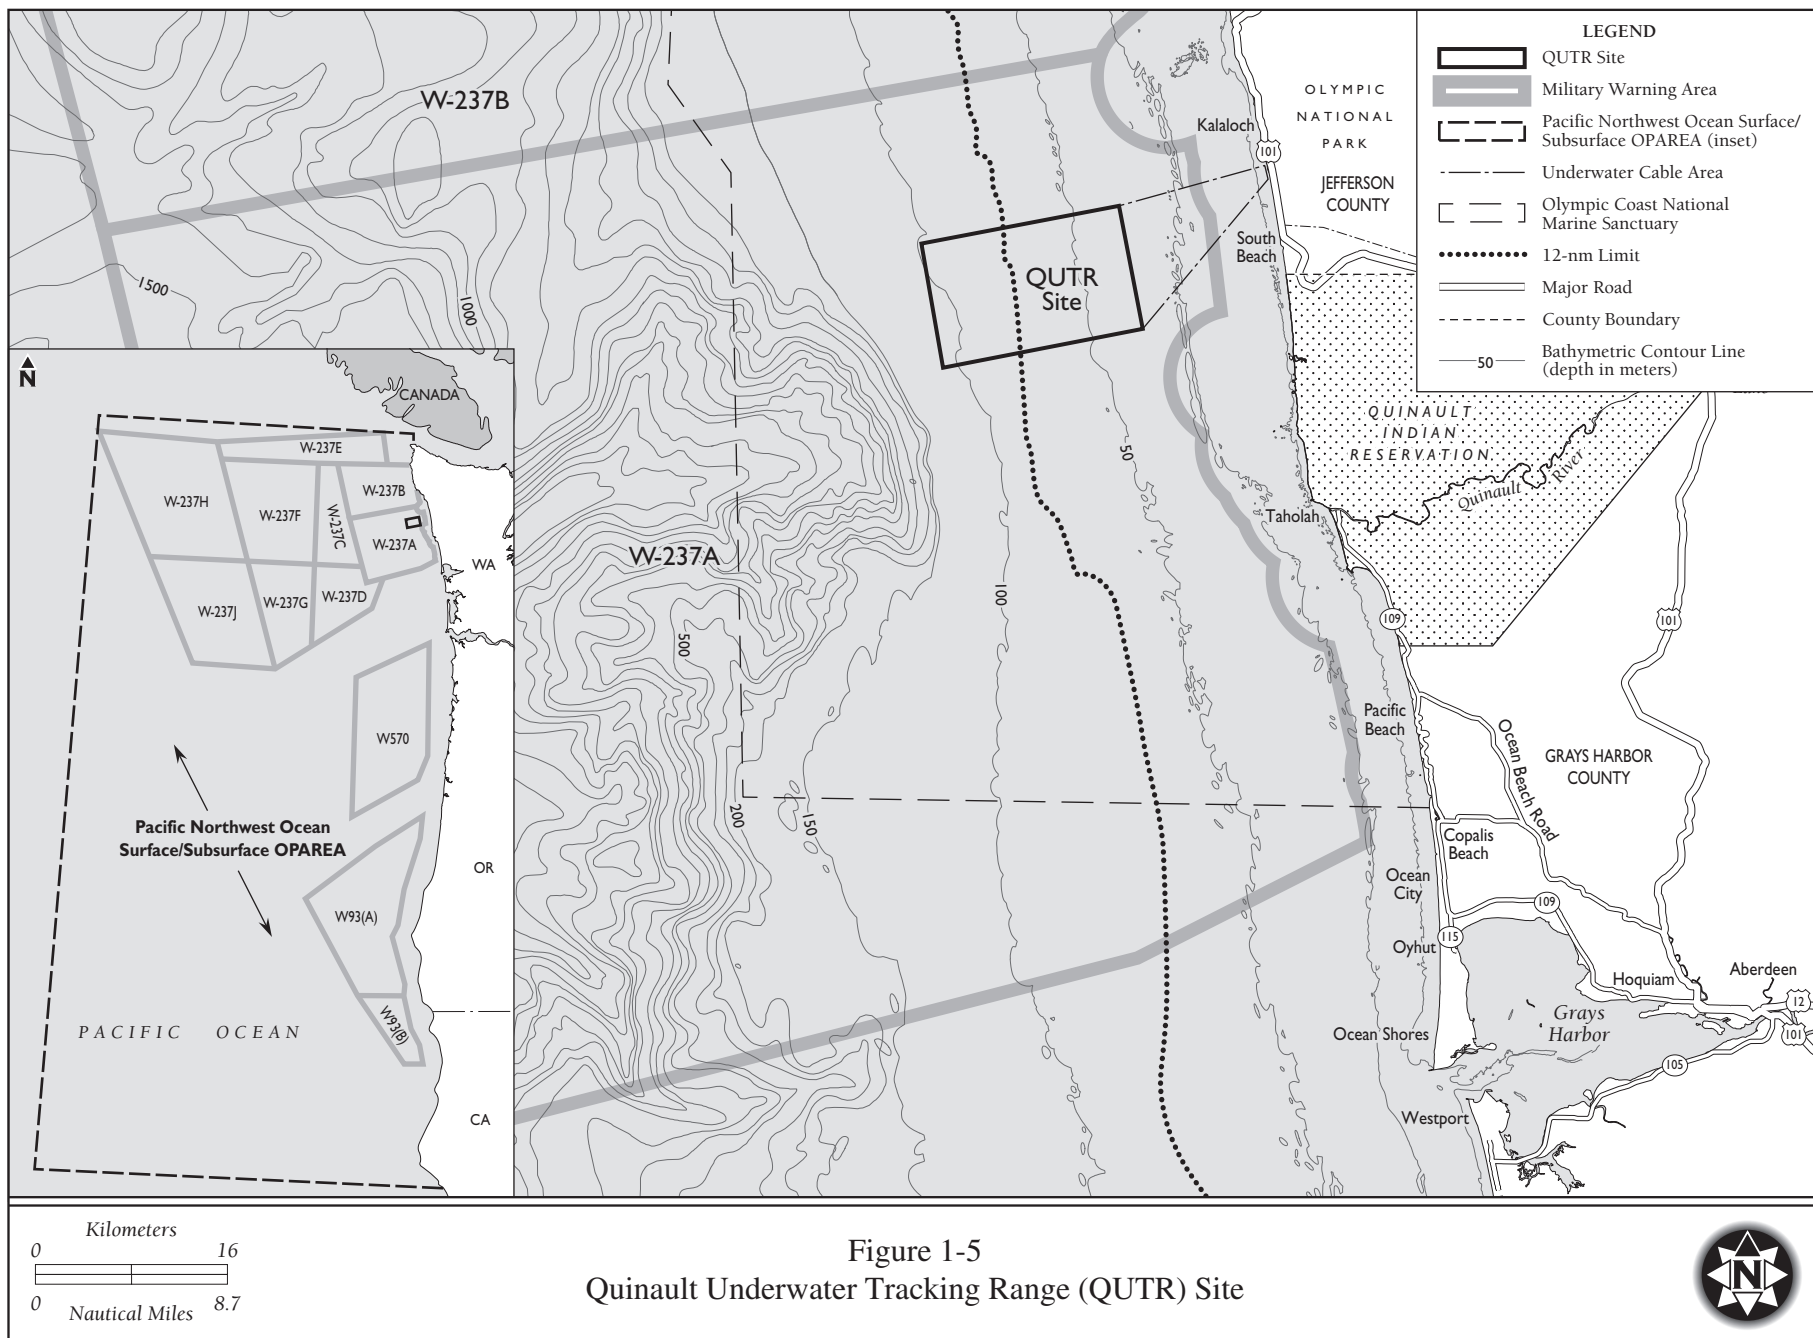 LEGEND
QUTR Site
Military Warning Area
Pacific Northwest Ocean Surface/
Subsurface OPAREA (inset)
Underwater Cable Area
Olympic Coast National
Marine Sanctuary
12-nm Limit
Major Road
County Boundary
50
Bathymetric Contour Line
(depth in meters)
W-237B
OLYMPIC
NATIONAL
PARK
Kalaloch
101
JEFFERSON
COUNTY
South
Beach
QUTR
Site
1500
1000
QUINAULT
INDIAN
RESERVATION
Quinault
River
50
Taholah
W-237A
100
109
101
500
Pacific
Beach
Ocean Beach Road
GRAYS HARBOR
COUNTY
200
150
Copalis
Beach
Ocean
City
109
115
Oyhut
Hoquiam
Aberdeen
12
101
Grays
Harbor
Ocean Shores
105
Westport
N
CANADA
W-237E
W-237H
W-237B
W-237F
W-237C
W-237A
WA
W-237J
W-237G
W-237D
W570
Pacific Northwest Ocean
Surface/Subsurface OPAREA
OR
W93(A)
W93(B)
PACIFIC OCEAN
CA
Kilometers
0 16
0 8.7
Nautical Miles
Figure 1-5
Quinault Underwater Tracking Range (QUTR) Site
N